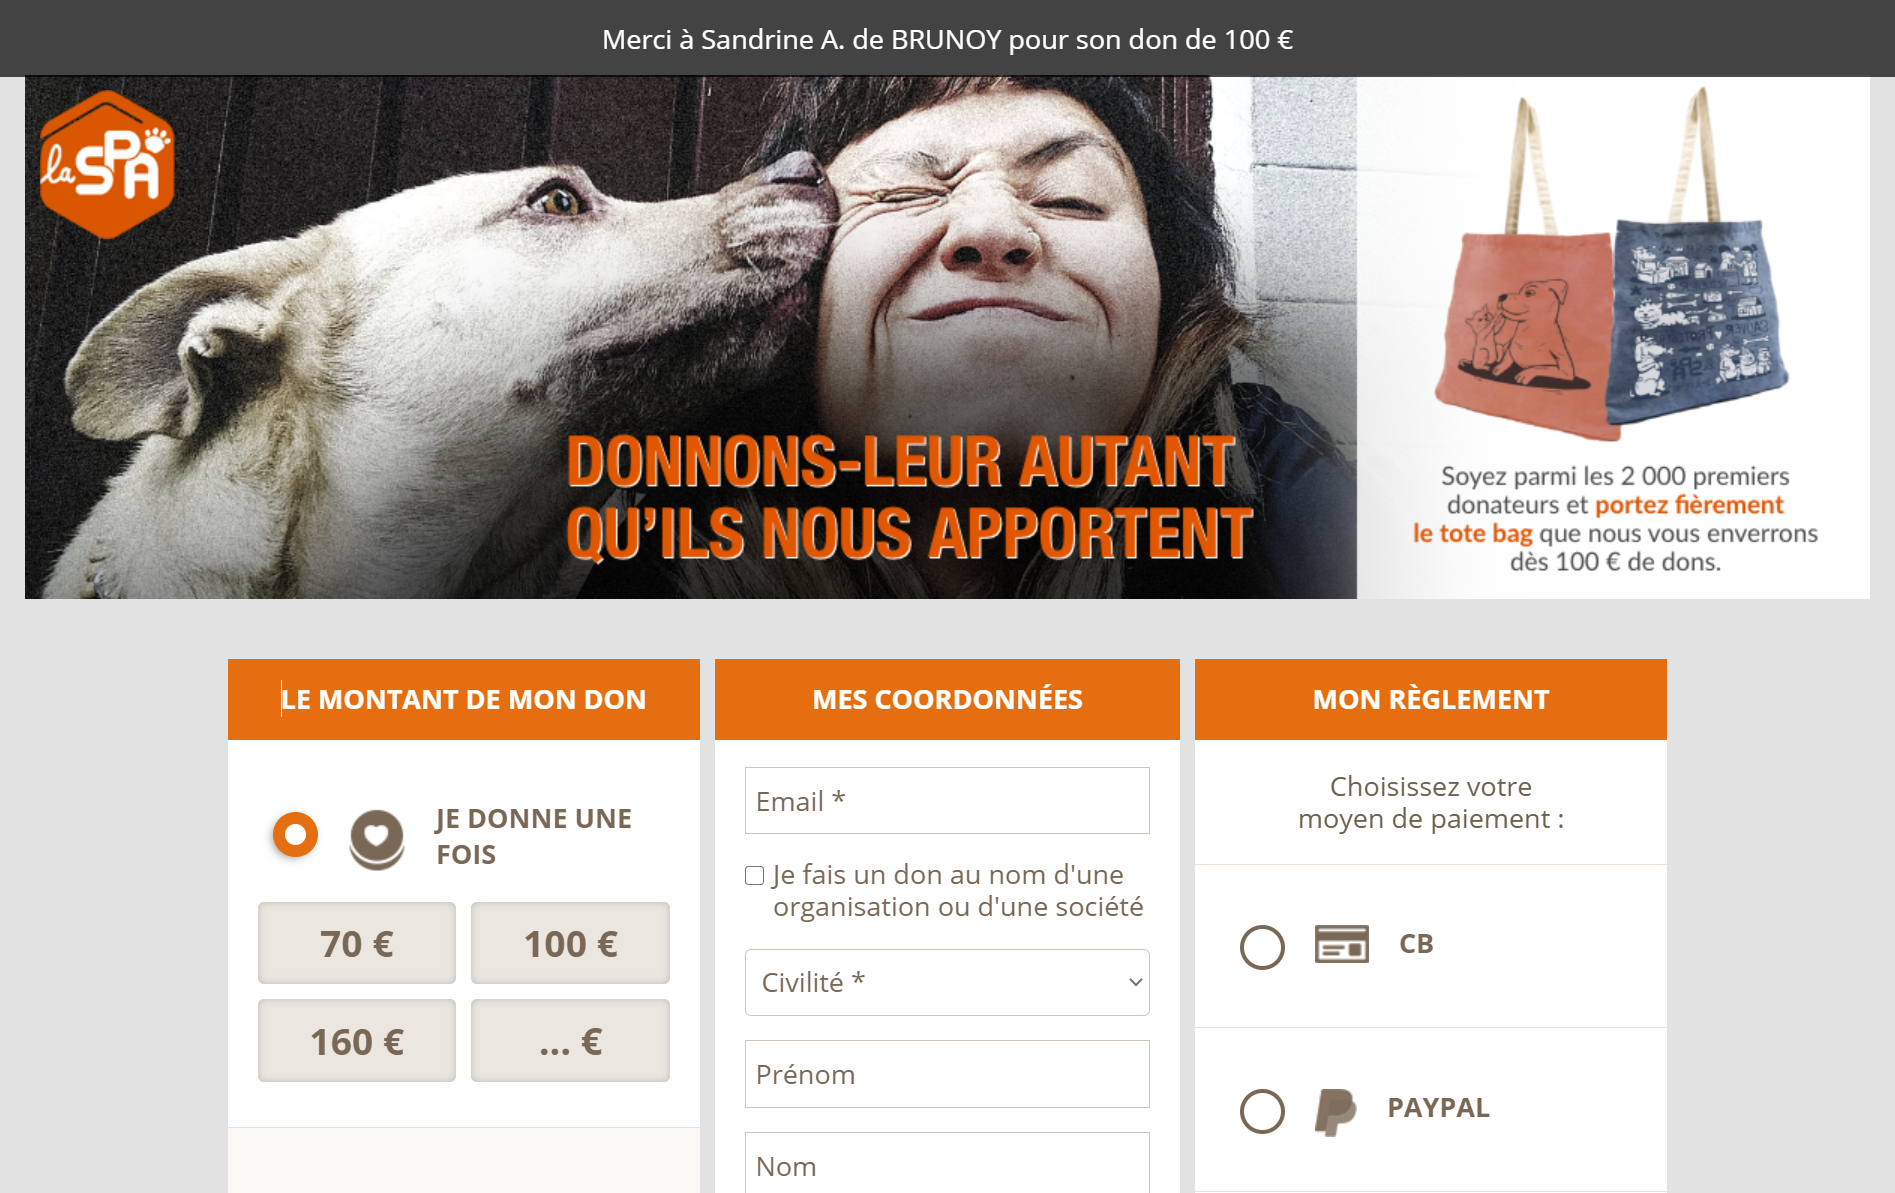 Merci à Sandrine A. de BRUNOY pour son don de 100 €
la SPA
DONNONS-LEUR AUTANT
QU'ILS NOUS APPORTENT
Soyez parmi les 2 000 premiers
donateurs et portez fièrement
le tote bag que nous vous enverrons
dès 100 € de dons.
LE MONTANT DE MON DON
JE DONNE UNE
FOIS
70 €
100 €
160 €
... €
MES COORDONNÉES
Email *
Je fais un don au nom d'une
organisation ou d'une société
Civilité *
Prénom
Nom
MON RÈGLEMENT
Choisissez votre
moyen de paiement :
CB
PAYPAL